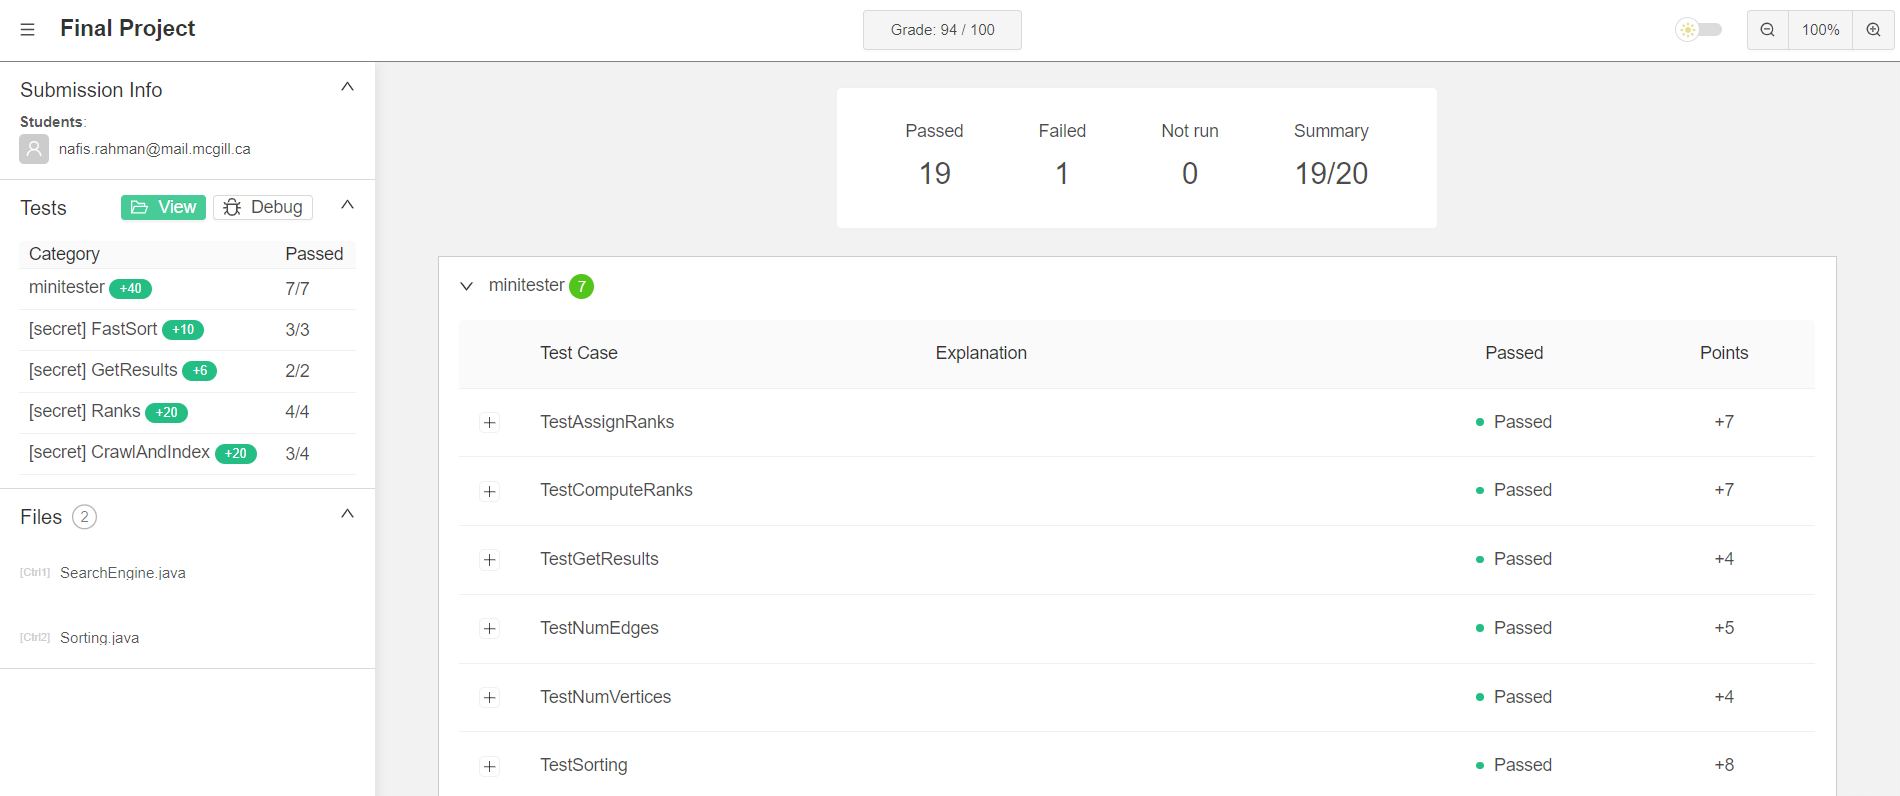 Final Project
Grade: 94 / 100
100%
Submission Info
Students:
nafis.rahman@mail.mcgill.ca
Tests View Debug
Category Passed
minitester +40 7/7
[secret] FastSort +10 3/3
[secret] GetResults +6 2/2
[secret] Ranks +20 4/4
[secret] CrawlAndIndex +20 3/4
Files 2
[Ctrl1] SearchEngine.java
[Ctrl2] Sorting.java
Passed Failed Not run Summary
19 1 0 19/20
minitester 7
Test Case Explanation Passed Points
TestAssignRanks Passed +7
TestComputeRanks Passed +7
TestGetResults Passed +4
TestNumEdges Passed +5
TestNumVertices Passed +4
TestSorting Passed +8